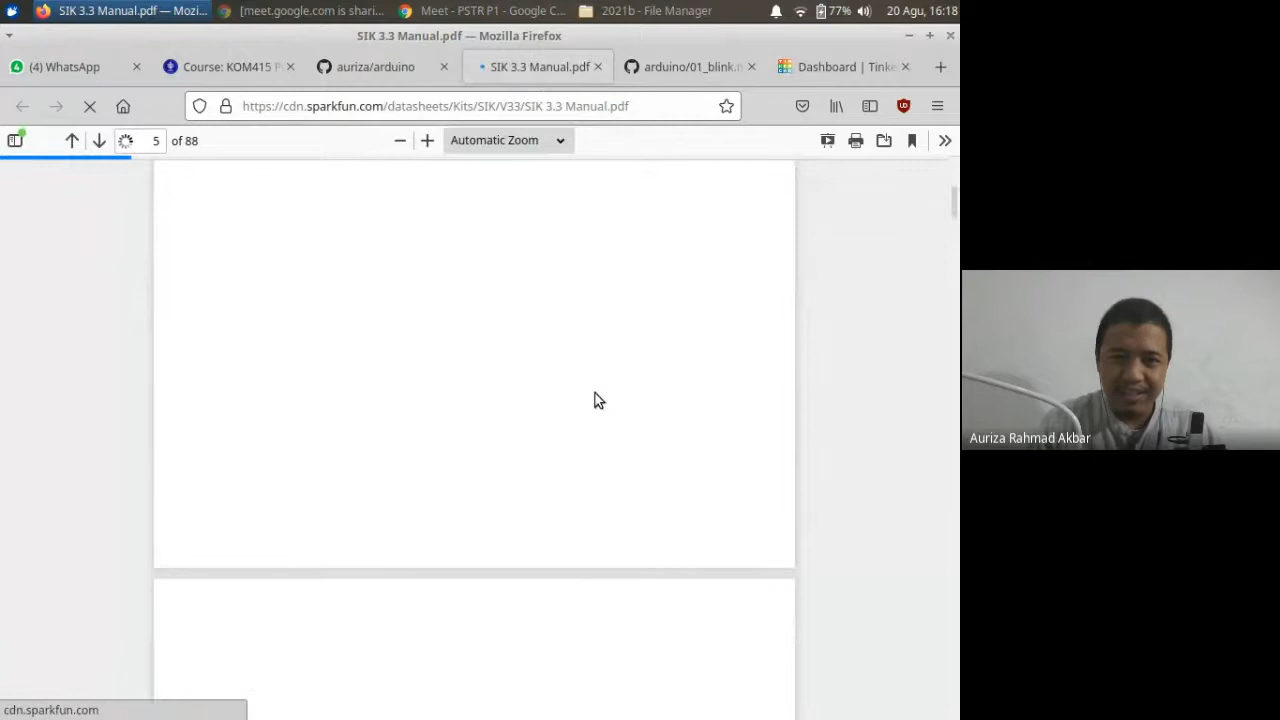 SIK 3.3 Manual.pdf — Mozi...
[meet.google.com is shari...
Meet - PSTR P1 - Google C...
2021b - File Manager
77%
20 Agu, 16:18
SIK 3.3 Manual.pdf — Mozilla Firefox
(4) WhatsApp
Course: KOM415 P
auriza/arduino
SIK 3.3 Manual.pdf
arduino/01_blink.
Dashboard | Tinke
https://cdn.sparkfun.com/datasheets/Kits/SIK/V33/SIK 3.3 Manual.pdf
5 of 88
Automatic Zoom
Auriza Rahmad Akbar
cdn.sparkfun.com